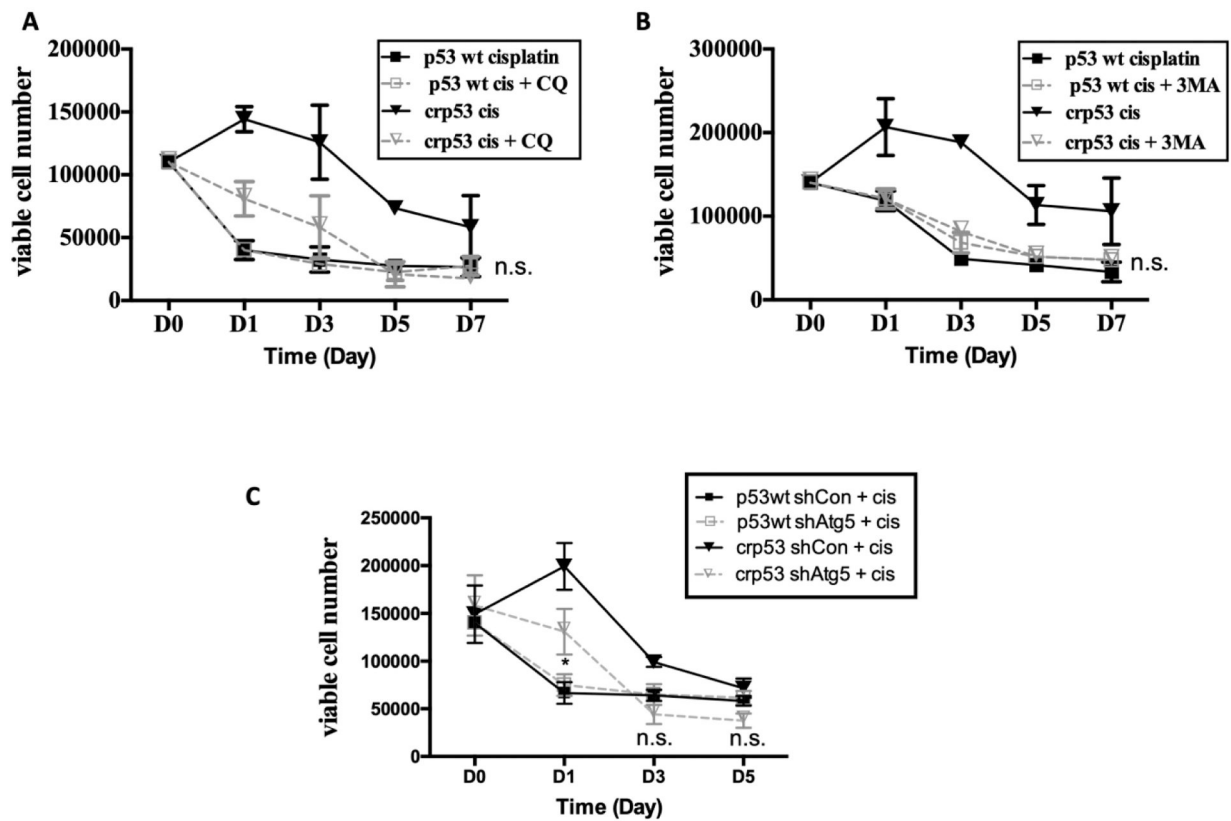 A
200000
150000
100000
50000
0
viable cell number
D0 D1 D3 D5 D7
Time (Day)
p53 wt cisplatin
p53 wt cis + CQ
crp53 cis
crp53 cis + CQ
n.s.
B
300000
200000
100000
0
viable cell number
D0 D1 D3 D5 D7
Time (Day)
p53 wt cisplatin
p53 wt cis + 3MA
crp53 cis
crp53 cis + 3MA
n.s.
C
250000
200000
150000
100000
50000
0
viable cell number
D0 D1 D3 D5
Time (Day)
p53wt shCon + cis
p53wt shAtg5 + cis
crp53 shCon + cis
crp53 shAtg5 + cis
*
n.s. n.s.